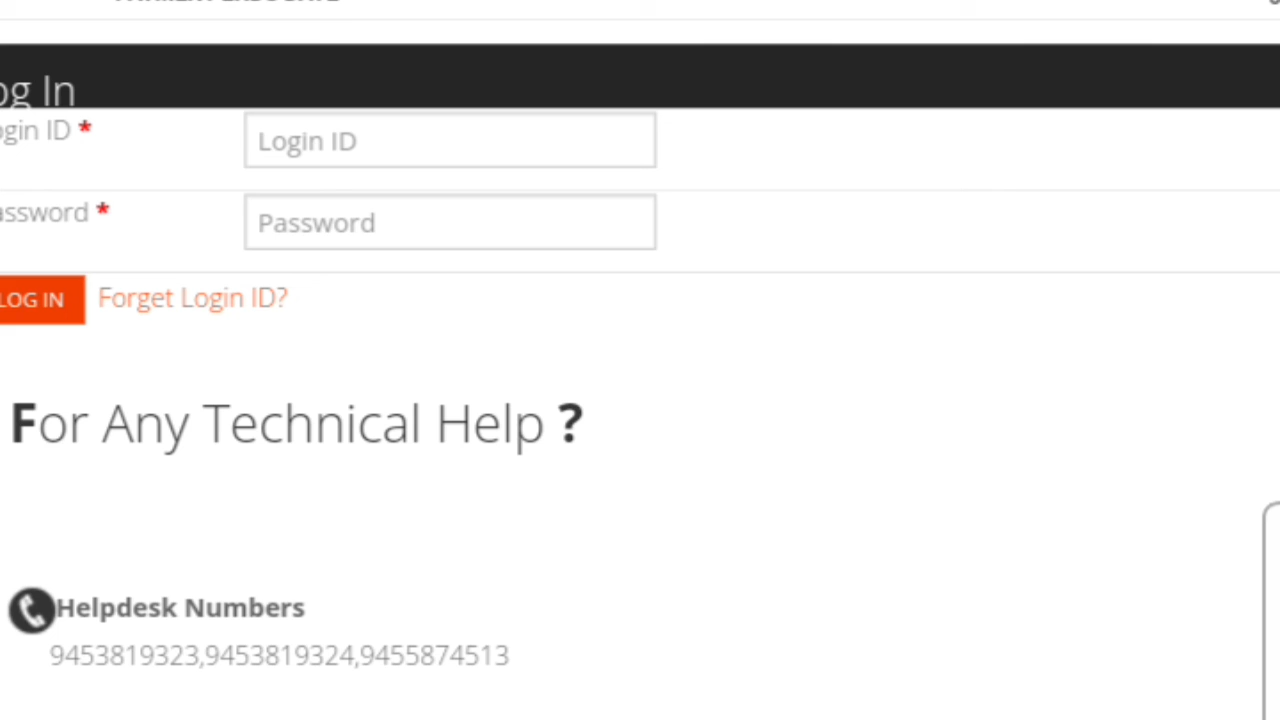 og In
ogin ID *
Login ID
assword *
Password
LOG IN Forget Login ID?
For Any Technical Help ?
Helpdesk Numbers
9453819323,9453819324,9455874513